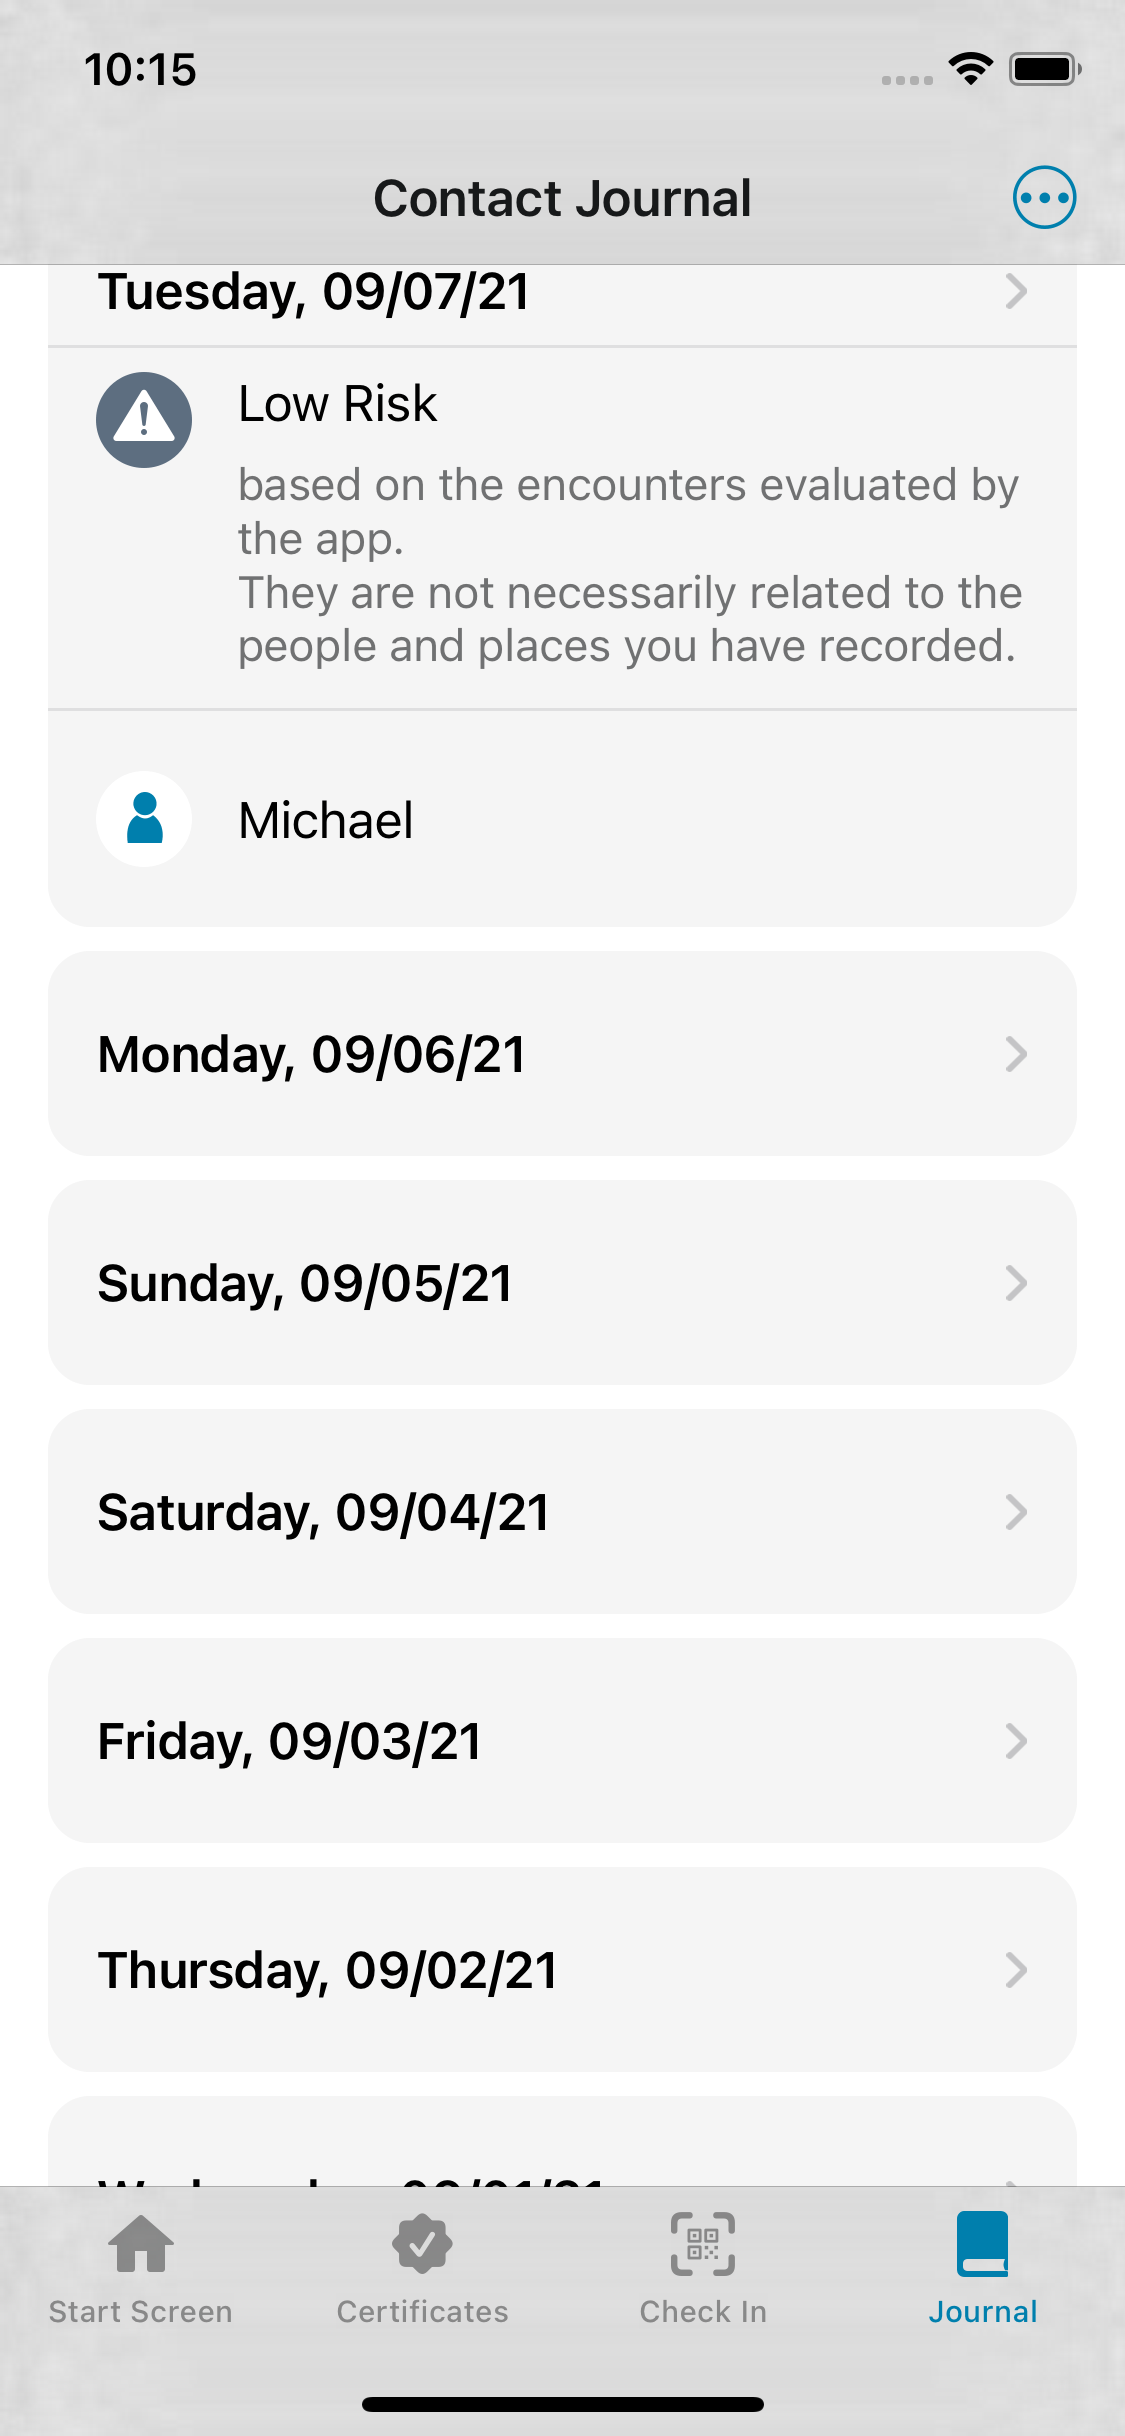 10:15
Contact Journal
Tuesday, 09/07/21
Low Risk
based on the encounters evaluated by
the app.
They are not necessarily related to the
people and places you have recorded.
Michael
Monday, 09/06/21
Sunday, 09/05/21
Saturday, 09/04/21
Friday, 09/03/21
Thursday, 09/02/21
Start Screen
Certificates
Check In
Journal